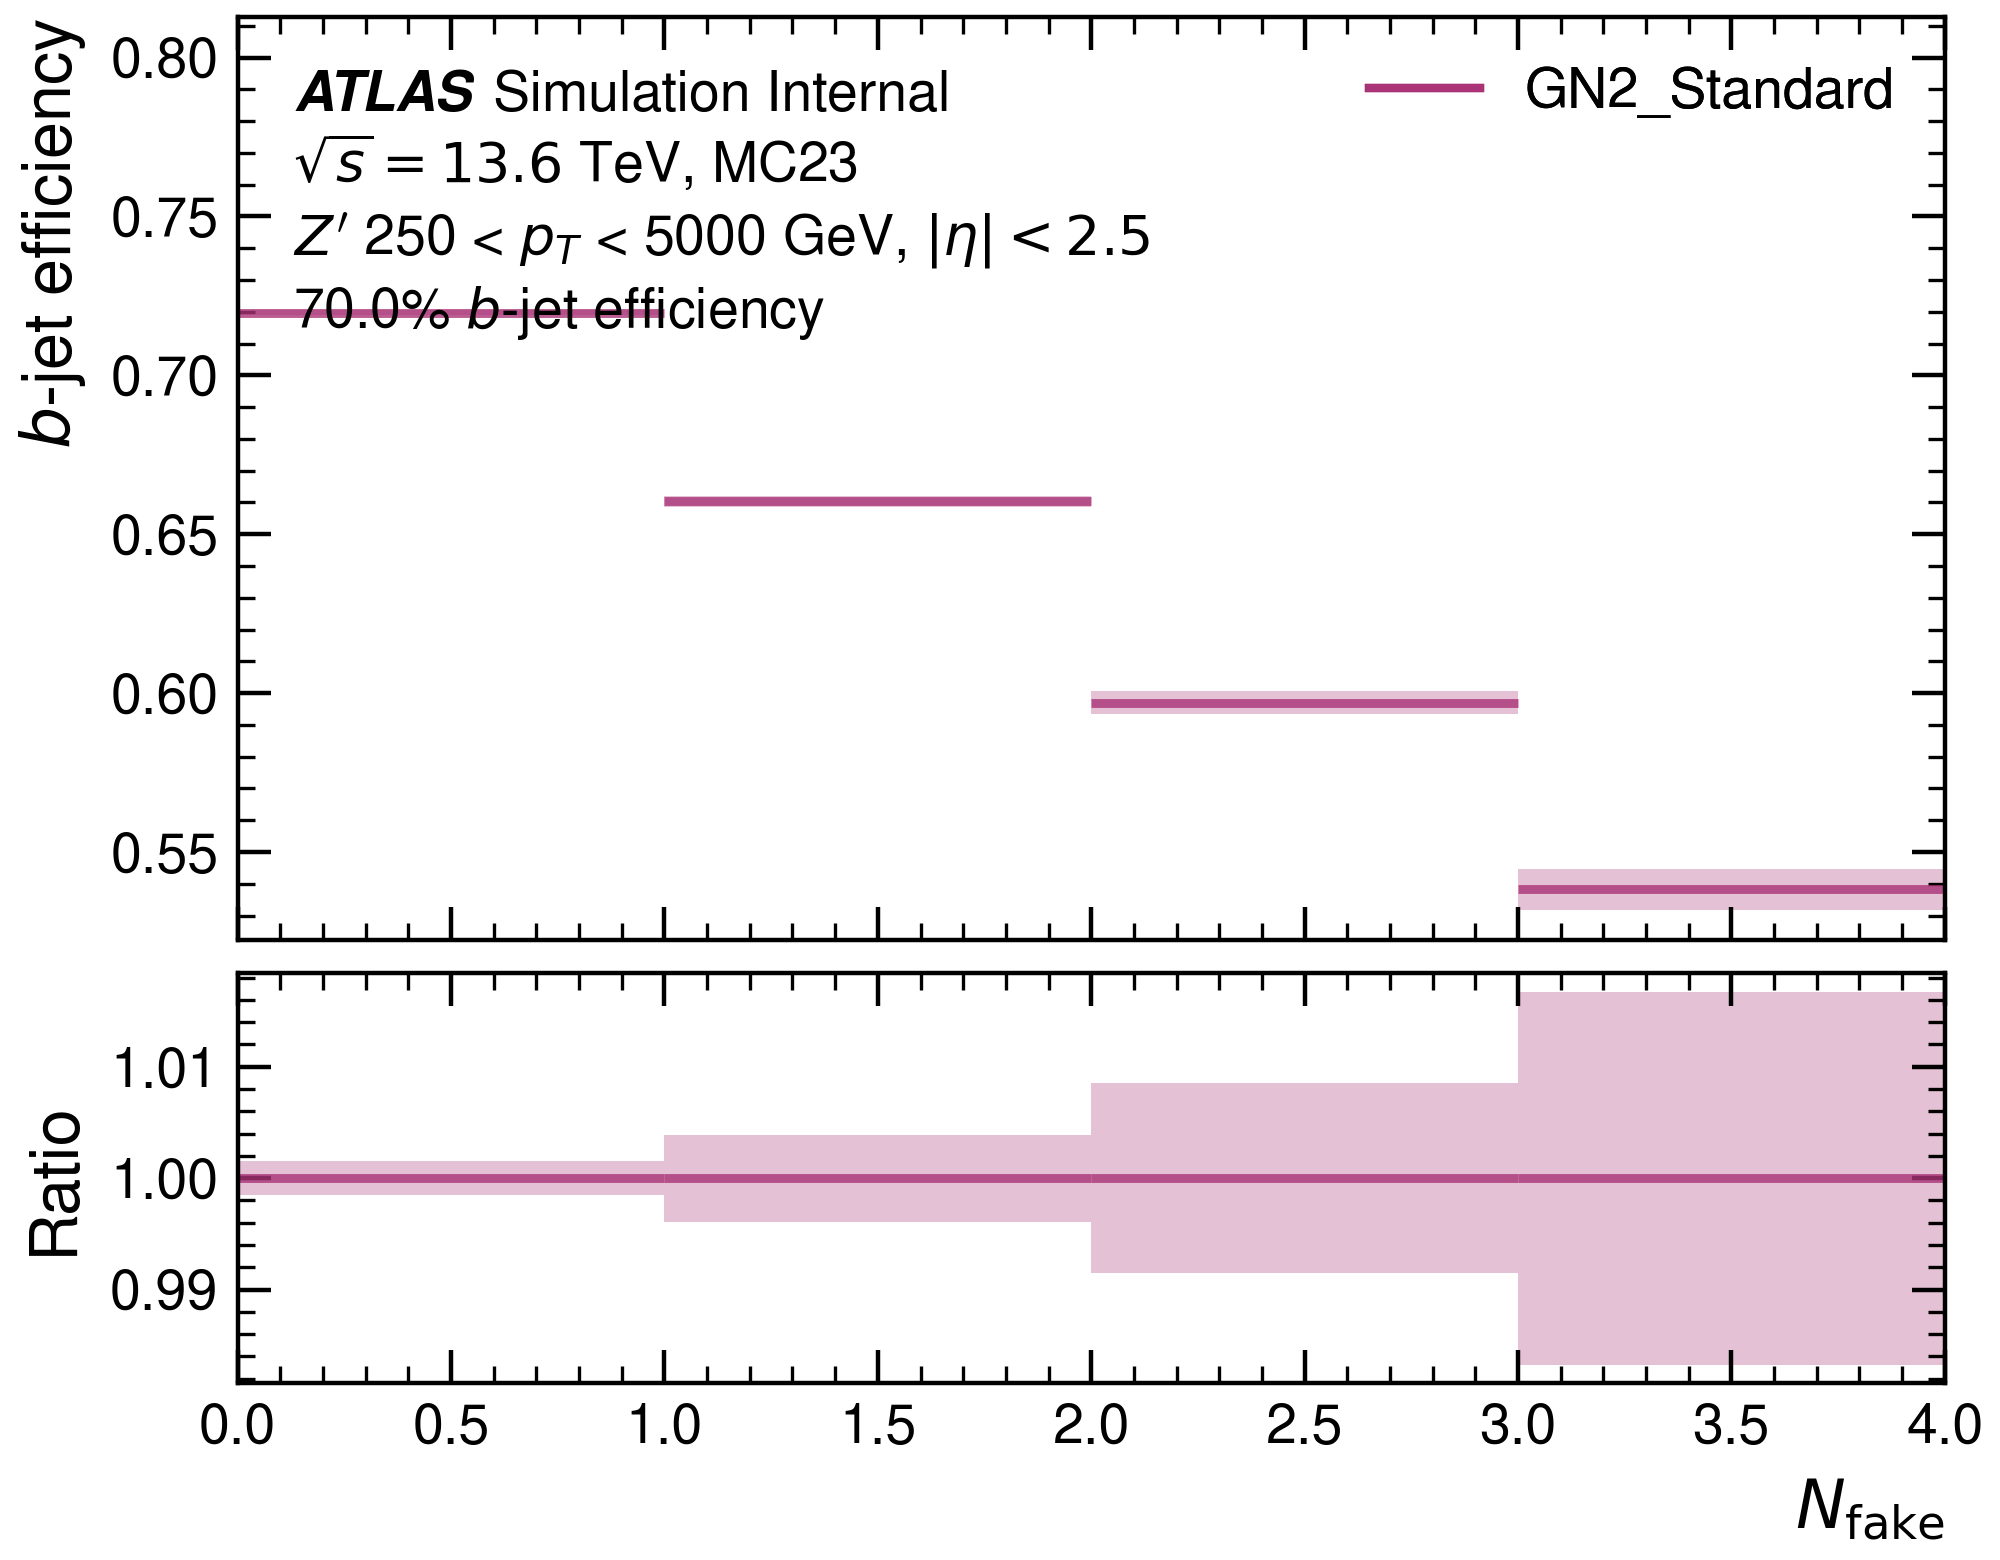 b-jet efficiency
0.80
0.75
0.70
0.65
0.60
0.55
ATLAS Simulation Internal
√s = 13.6 TeV, MC23
Z′ 250 < p_T < 5000 GeV, |η| < 2.5
70.0% b-jet efficiency
GN2_Standard
Ratio
1.01
1.00
0.99
0.0 0.5 1.0 1.5 2.0 2.5 3.0 3.5 4.0
N_fake